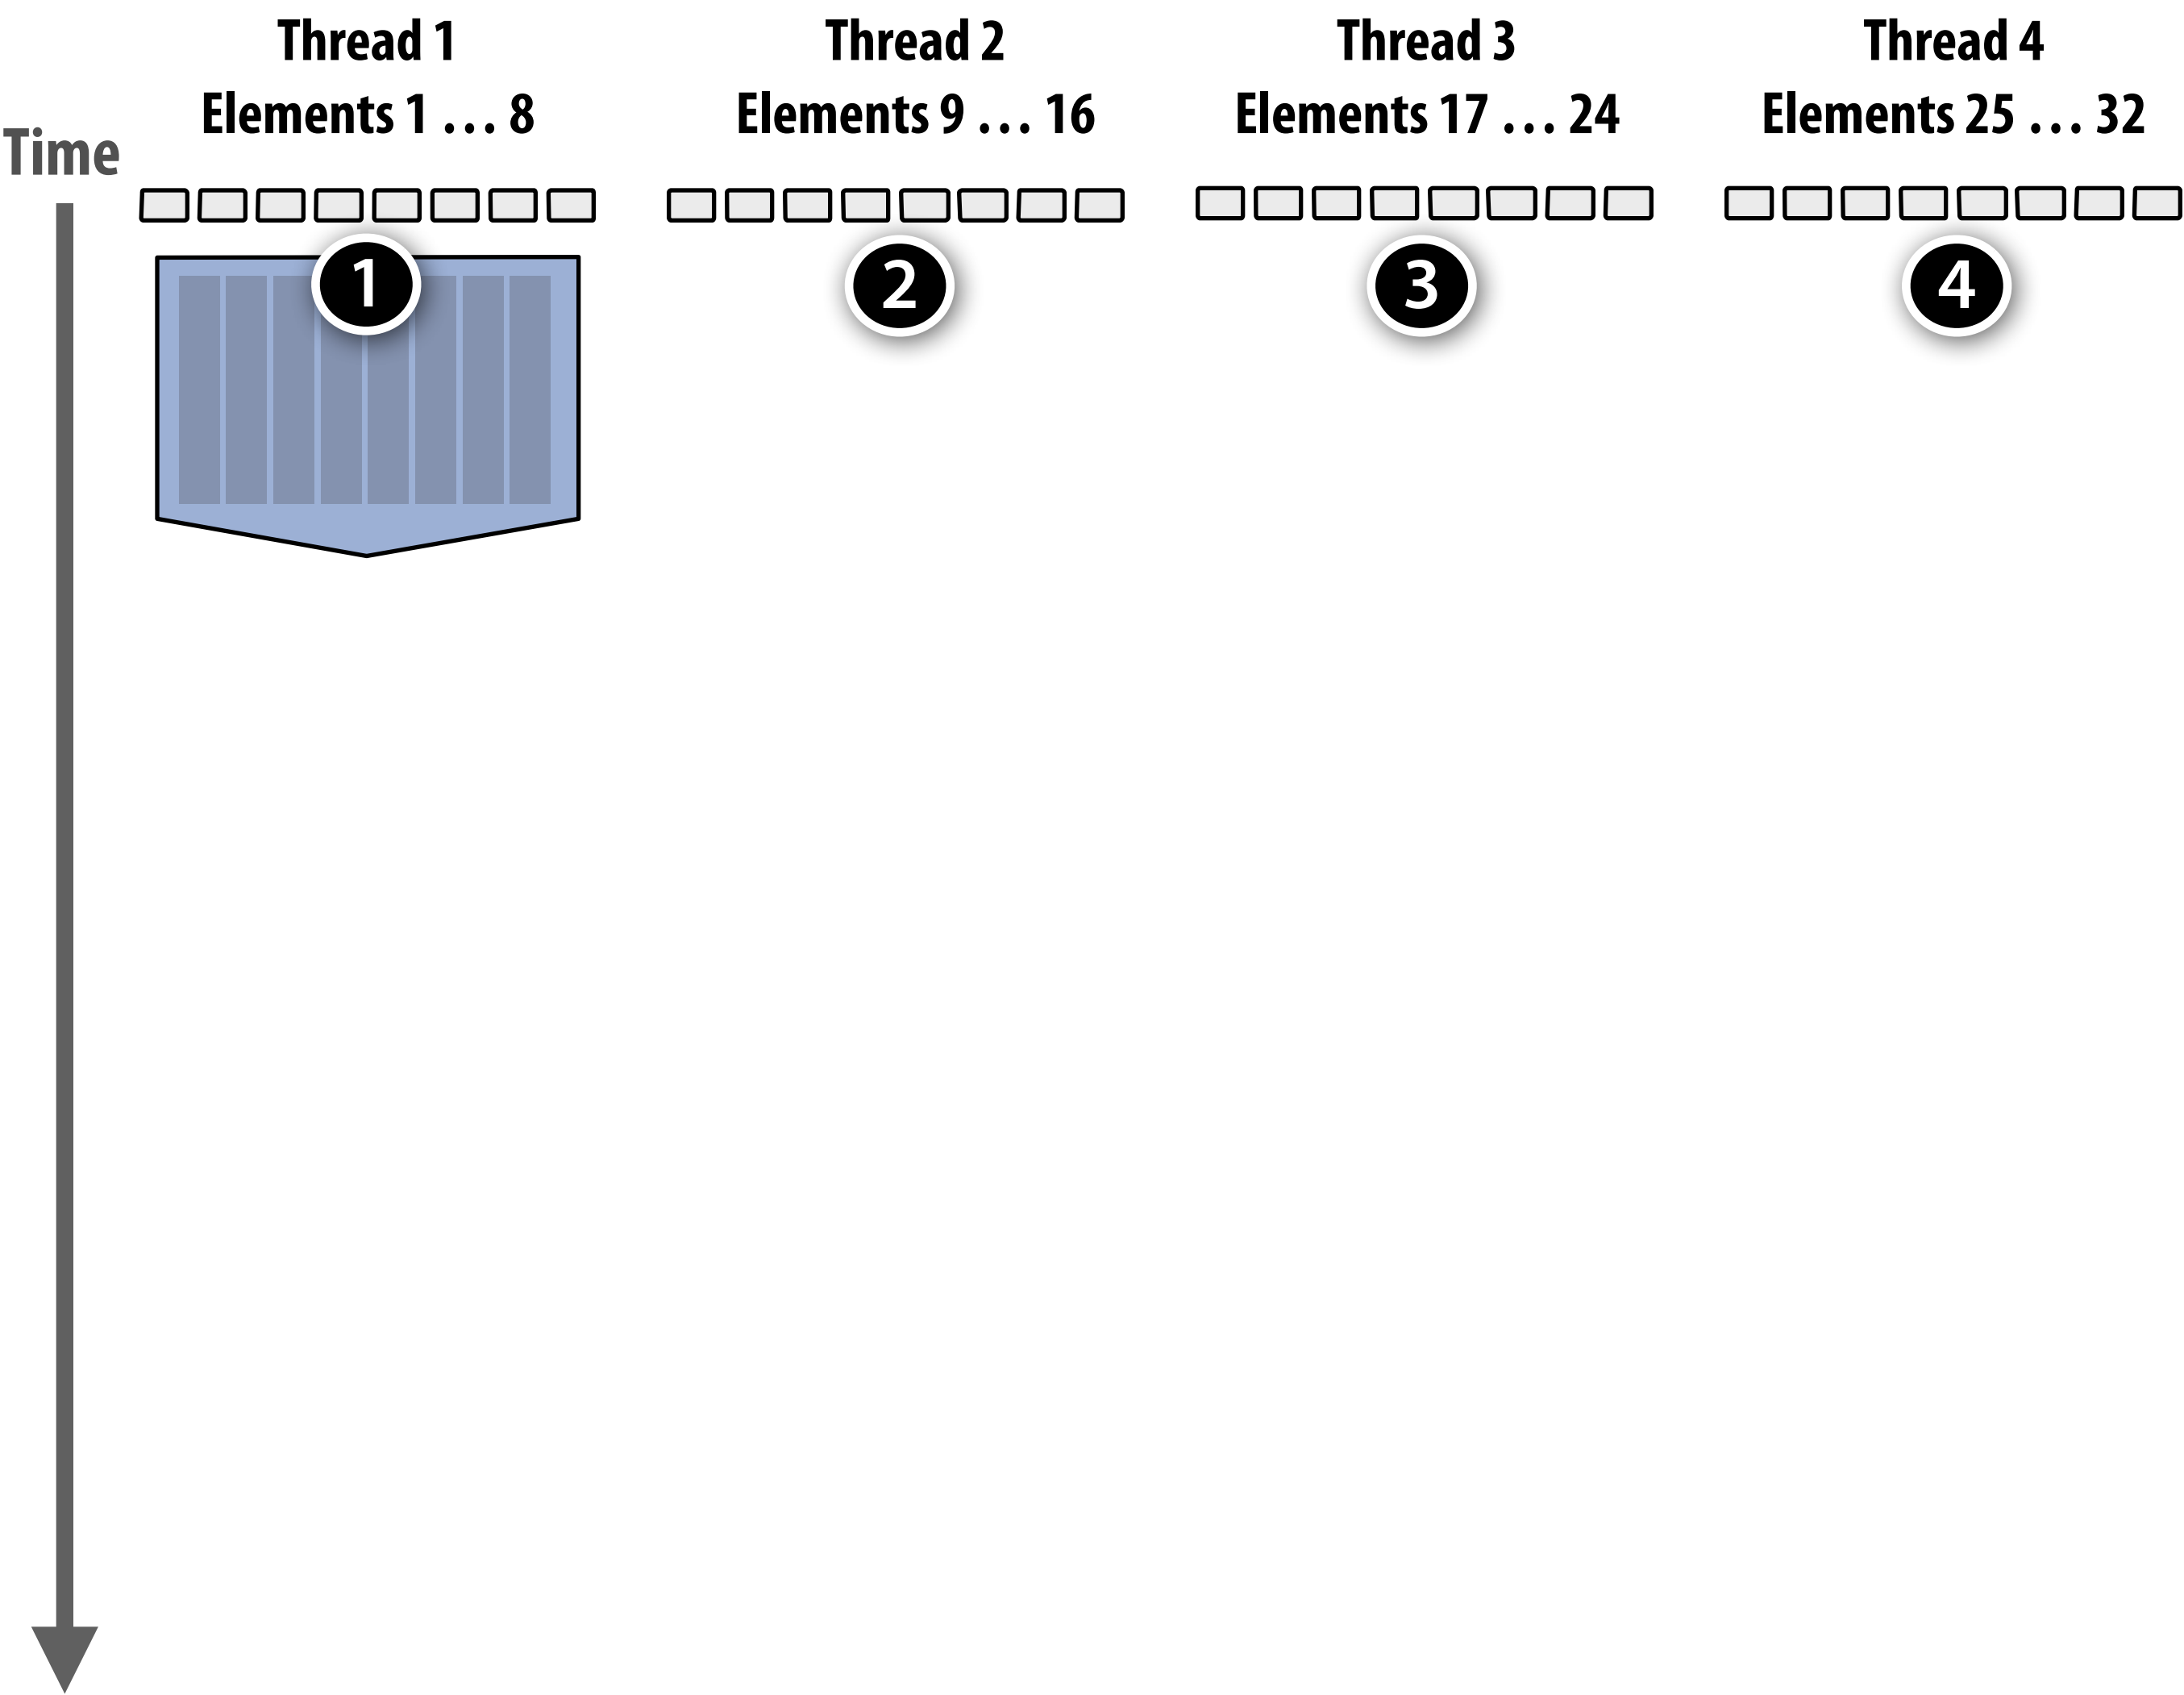 Thread 1
Elements 1 . . . 8
Thread 2
Elements 9 . . . 16
Thread 3
Elements 17 . . . 24
Thread 4
Elements 25 . . . 32
Time
1
2
3
4